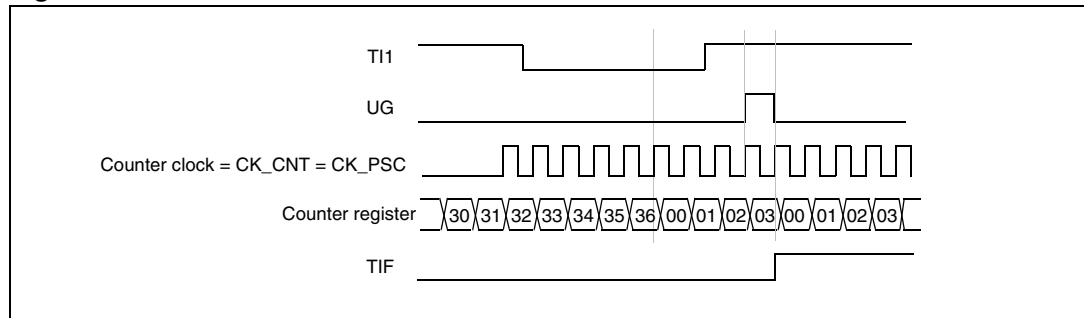 TI1
UG
Counter clock = CK_CNT = CK_PSC
Counter register 30 31 32 33 34 35 36 00 01 02 03 00 01 02 03
TIF